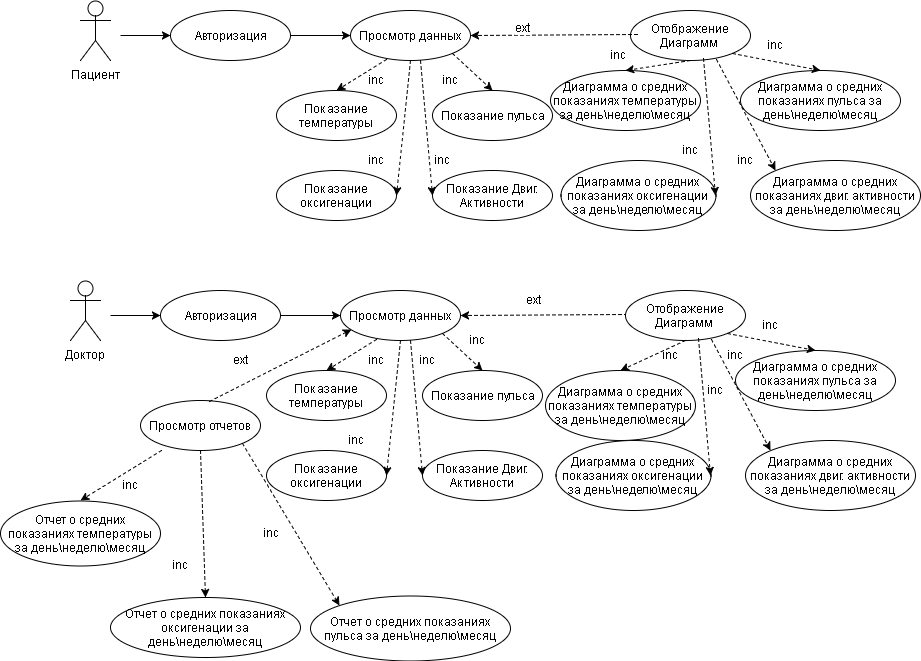 Пациент
Авторизация
Просмотр данных
ext
Отображение
Диаграмм
inc
inc
inc
inc
Показание
температуры
Показание пульса
Диаграмма о средних
показаниях температуры
за день\неделю\месяц
Диаграмма о средних
показаниях пульса за
день\неделю\месяц
inc
inc
inc
inc
Показание
оксигенации
Показание Двиг.
Активности
Диаграмма о средних
показаниях оксигенации
за день\неделю\месяц
Диаграмма о средних
показаниях двиг. активности
за день\неделю\месяц
Доктор
Авторизация
Просмотр данных
ext
Отображение
Диаграмм
ext
inc
inc
inc
inc
inc
inc
Показание
температуры
Показание пульса
Диаграмма о средних
показаниях температуры
за день\неделю\месяц
inc
Диаграмма о средних
показаниях пульса за
день\неделю\месяц
Просмотр отчетов
inc
Показание
оксигенации
Показание Двиг.
Активности
Диаграмма о средних
показаниях оксигенации
за день\неделю\месяц
Диаграмма о средних
показаниях двиг. активности
за день\неделю\месяц
inc
Отчет о средних
показаниях температуры
за день\неделю\месяц
inc
inc
Отчет о средних показаниях
оксигенации за
день\неделю\месяц
Отчет о средних показаниях
пульса за день\неделю\месяц